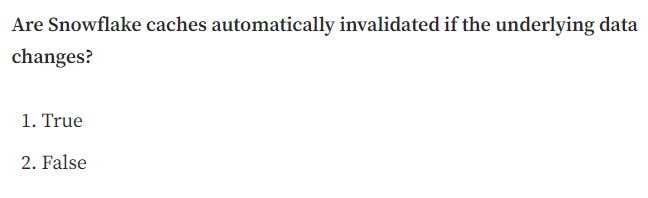 Are Snowflake caches automatically invalidated if the underlying data
changes?
1. True
2. False